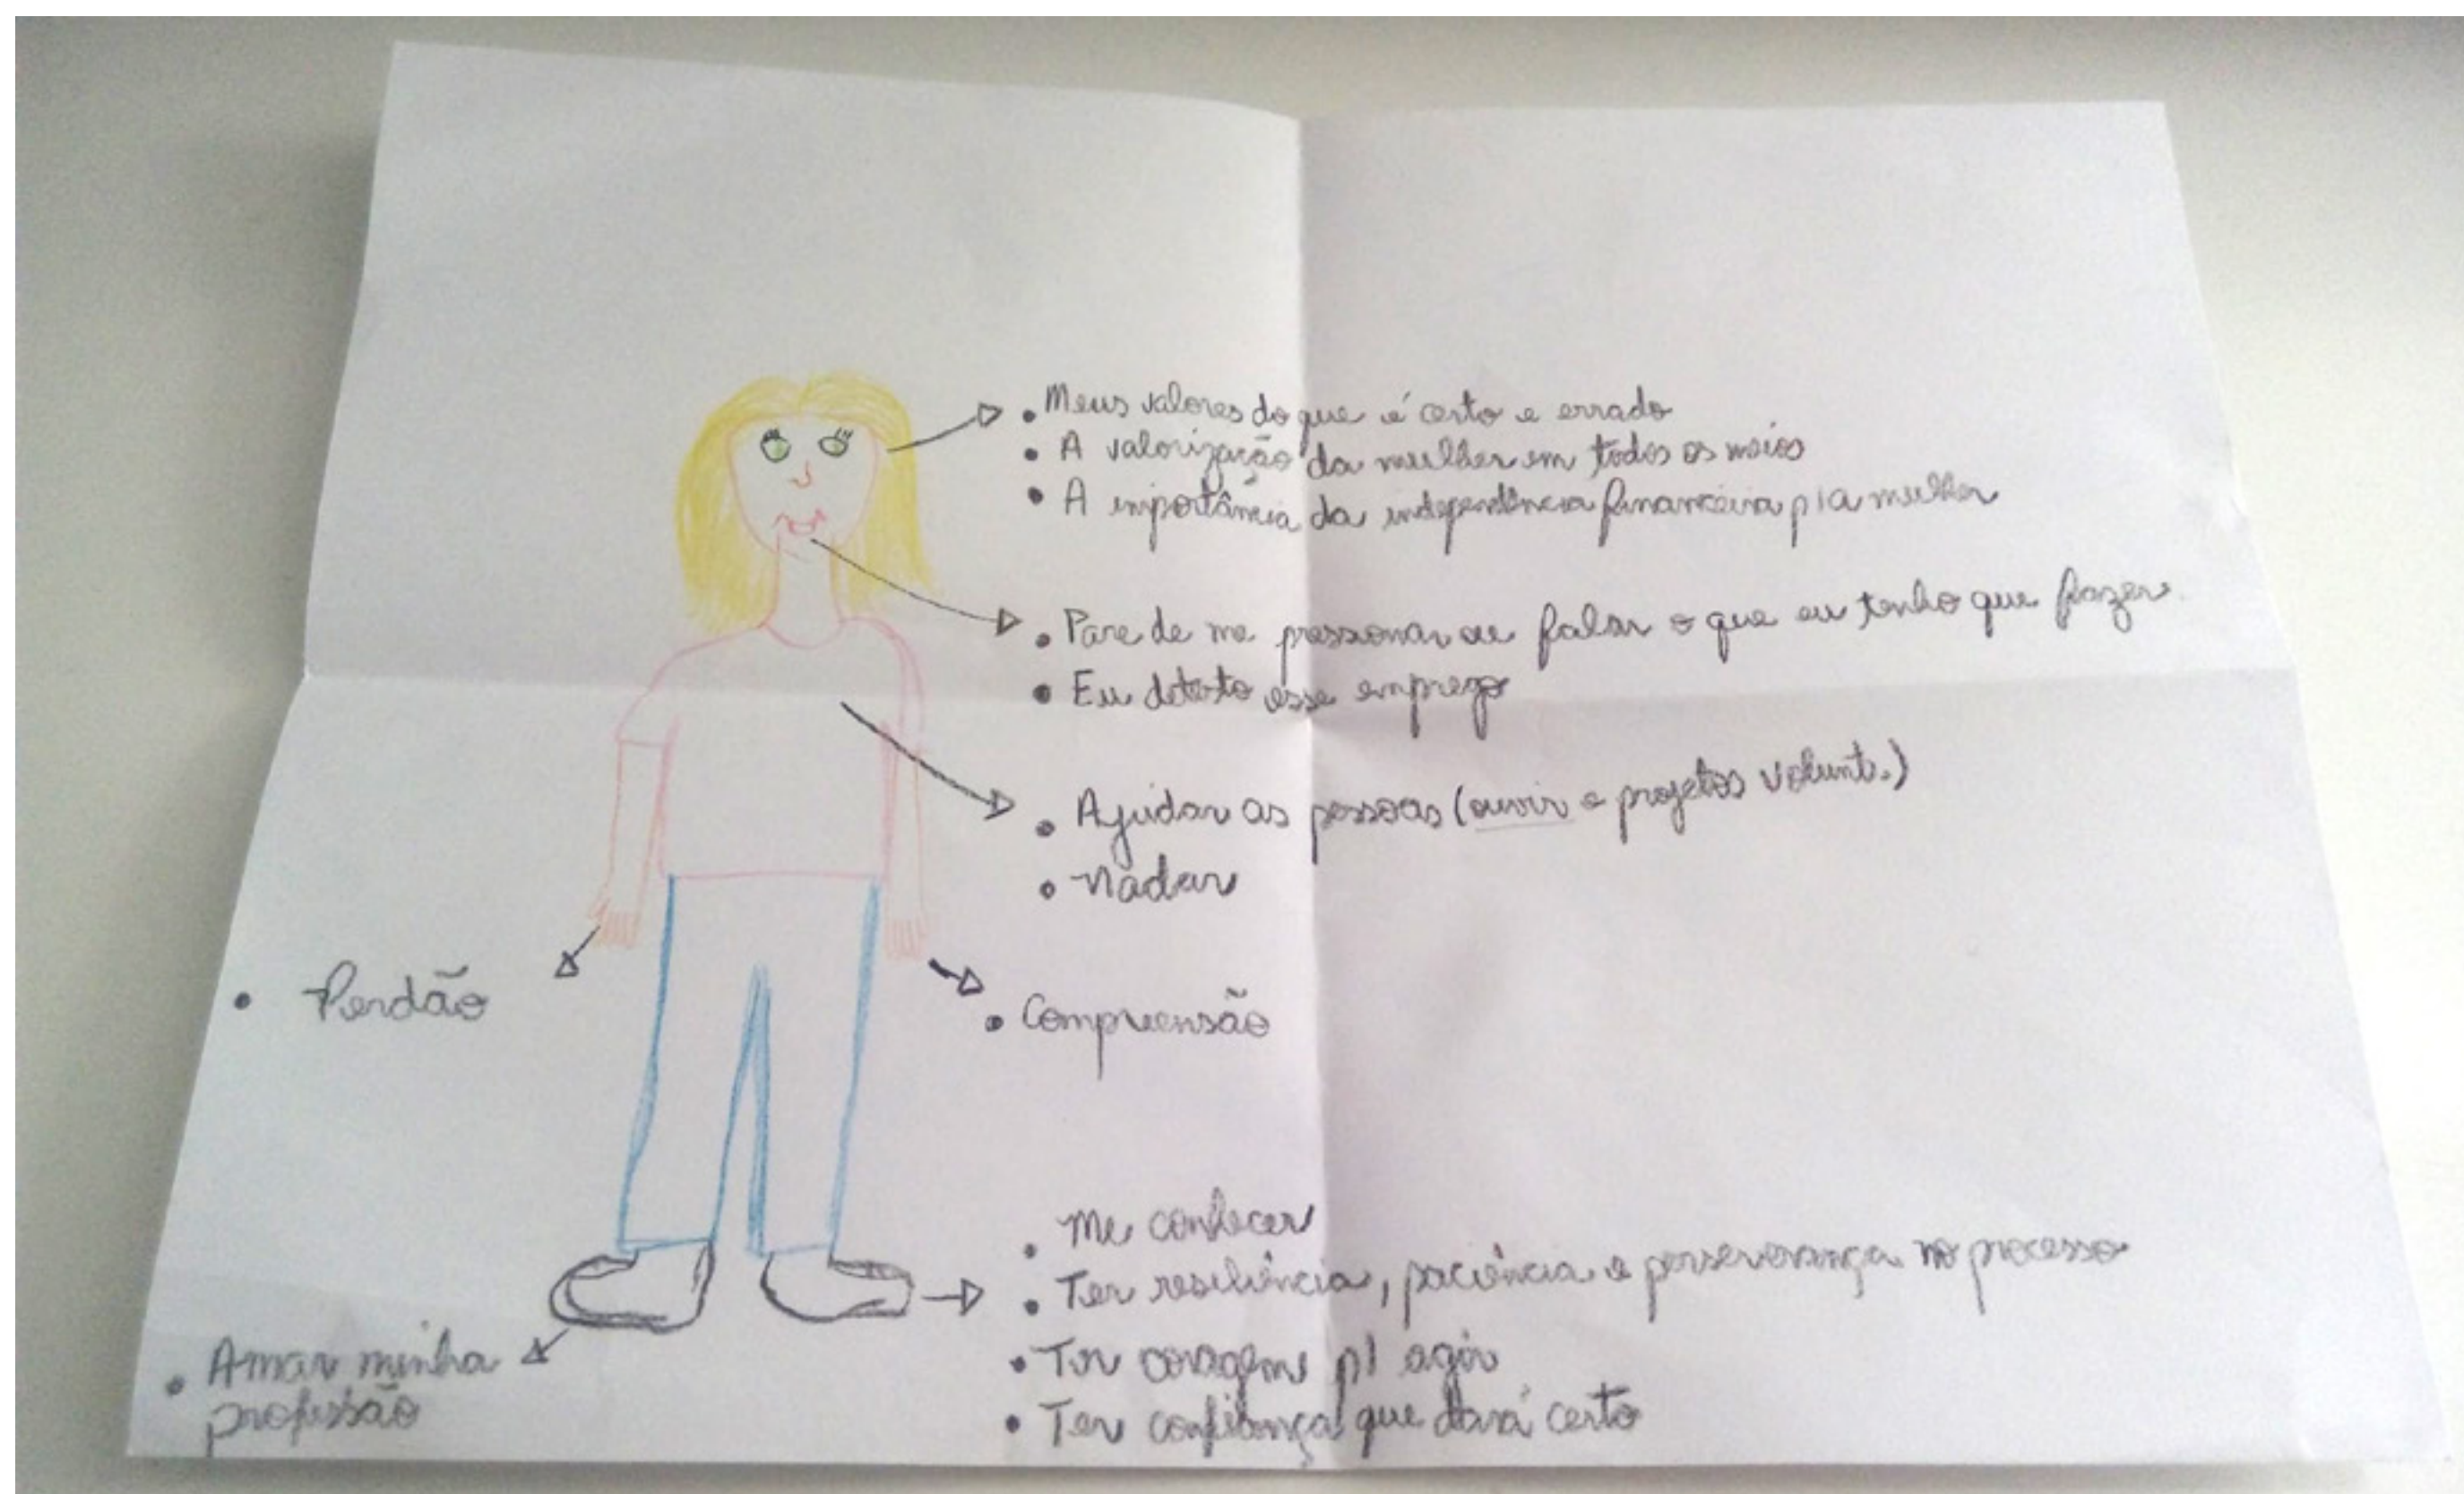 • Meus valores do que é certo e errado
• A valorização da mulher em todos os meios
• A importância da independência financeira p/ a mulher
• Pare de me pressionar ou falar o que eu tenho que fazer.
• Eu detesto esse emprego
• Ajudar as pessoas (ouvir e projetos volunt.)
• Nadar
• Perdão
• Compreensão
• Me conhecer
• Ter resiliência, paciência e perseverança no processo
• Ter coragem p/ agir
• Ter confiança que dará certo
• Amar minha
profissão